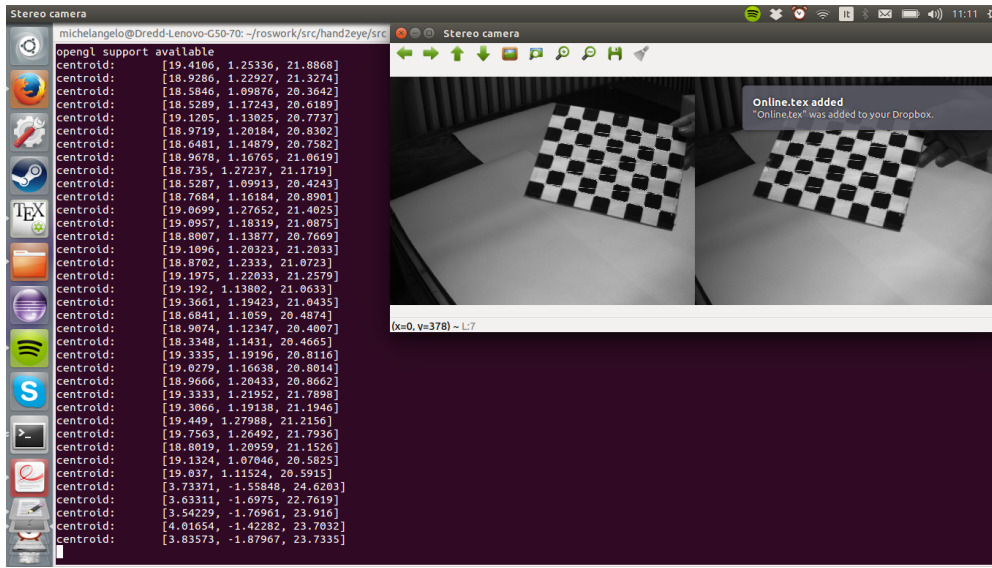 Stereo camera
It
11:11
michelangelo@Dredd-Lenovo-G50-70: ~/roswork/src/hand2eye/src
Stereo camera
opengl support available
centroid: [19.4106, 1.25336, 21.8868]
centroid: [18.9286, 1.22927, 21.3274]
centroid: [18.5846, 1.09876, 20.3642]
centroid: [18.5289, 1.17243, 20.6189]
centroid: [19.1205, 1.13025, 20.7737]
centroid: [18.9719, 1.20184, 20.8302]
centroid: [18.6481, 1.14879, 20.7582]
centroid: [18.9678, 1.16765, 21.0619]
centroid: [18.735, 1.27237, 21.1719]
centroid: [18.5287, 1.09913, 20.4243]
centroid: [18.7684, 1.16184, 20.8901]
centroid: [19.0699, 1.27652, 21.4025]
centroid: [19.0957, 1.18319, 21.0875]
centroid: [18.8007, 1.13877, 20.7669]
centroid: [19.1096, 1.20323, 21.2033]
centroid: [18.8702, 1.2333, 21.0723]
centroid: [19.1975, 1.22033, 21.2579]
centroid: [19.192, 1.13802, 21.0633]
centroid: [19.3661, 1.19423, 21.0435]
centroid: [18.6841, 1.1059, 20.4874]
centroid: [18.9074, 1.12347, 20.4007]
centroid: [18.3348, 1.1431, 20.4665]
centroid: [19.3335, 1.19196, 20.8116]
centroid: [19.0279, 1.16638, 20.8014]
centroid: [18.9666, 1.20433, 20.8662]
centroid: [19.3333, 1.21952, 21.7898]
centroid: [19.3066, 1.19138, 21.1946]
centroid: [19.449, 1.27988, 21.2156]
centroid: [19.7563, 1.26492, 21.7936]
centroid: [18.8019, 1.20959, 21.1526]
centroid: [19.1324, 1.07046, 20.5825]
centroid: [19.037, 1.11524, 20.5915]
centroid: [3.73371, -1.55848, 24.6203]
centroid: [3.63311, -1.6975, 22.7619]
centroid: [3.54229, -1.76961, 23.916]
centroid: [4.01654, -1.42282, 23.7032]
centroid: [3.83573, -1.87967, 23.7335]
Online.tex added
"Online.tex" was added to your Dropbox.
(x=0, y=378) ~ L:7
TEX
S
>_